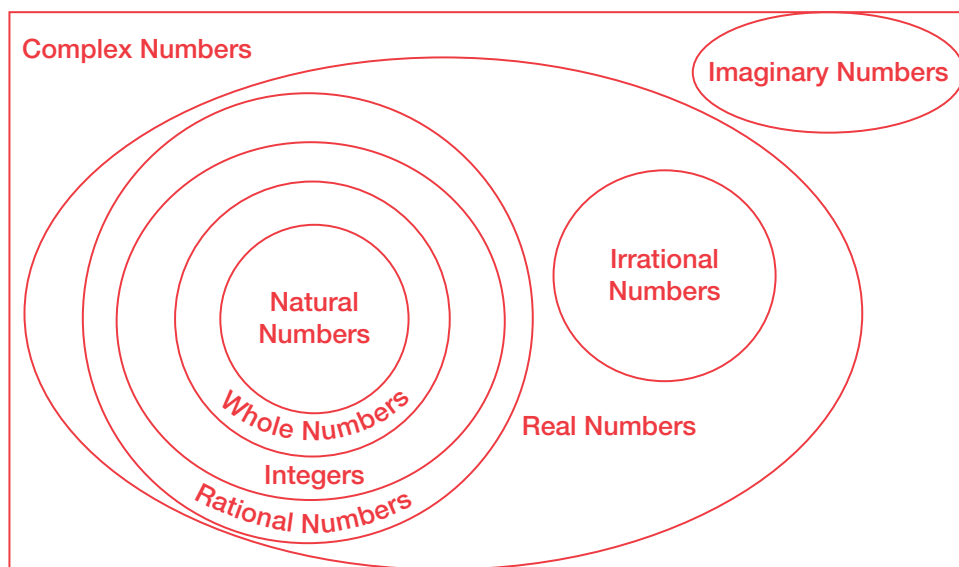 Complex Numbers
Imaginary Numbers
Irrational
Numbers
Natural
Numbers
Whole Numbers
Real Numbers
Integers
Rational Numbers